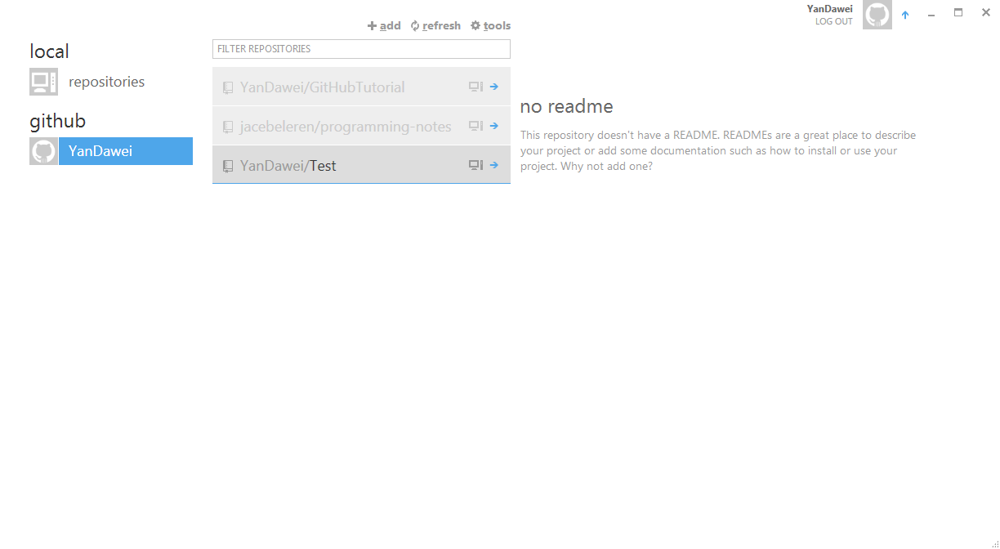 YanDawei
LOG OUT
add refresh tools
local
FILTER REPOSITORIES
repositories
YanDawei/GitHubTutorial
github
jacebeleren/programming-notes
YanDawei
YanDawei/Test
no readme
This repository doesn't have a README. READMEs are a great place to describe
your project or add some documentation such as how to install or use your
project. Why not add one?